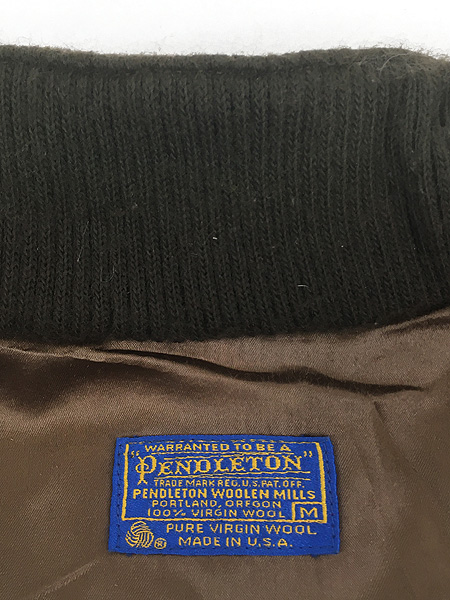 WARRANTED TO BE A
"PENDLETON"
TRADE MARK REG. U.S. PAT. OFF.
PENDLETON WOOLEN MILLS
PORTLAND, OREGON
100% VIRGIN WOOL M
PURE VIRGIN WOOL
® MADE IN U.S.A.